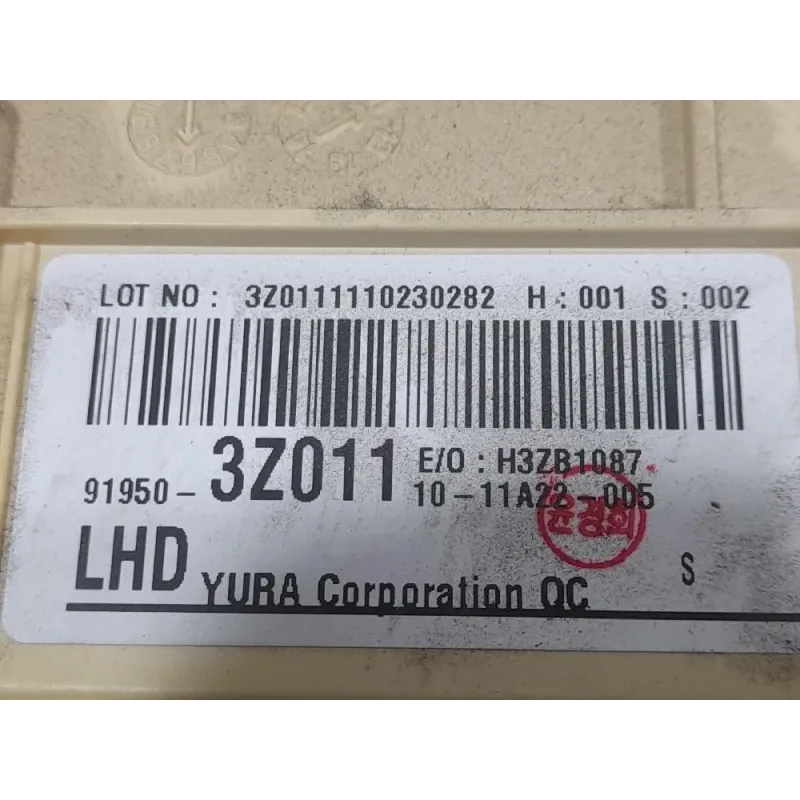 LOT NO : 3Z0111110230282 H : 001 S : 002
91950 - 3Z011 E/O : H3ZB1087
10 - 11A22 - 005
LHD YURA Corporation QC S